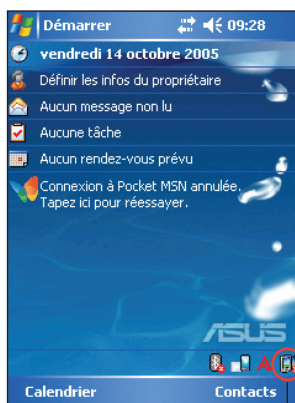 Démarrer 09:28
vendredi 14 octobre 2005
Définir les infos du propriétaire
Aucun message non lu
Aucune tâche
Aucun rendez-vous prévu
Connexion à Pocket MSN annulée.
Tapez ici pour réessayer.
ASUS
A
Calendrier Contacts